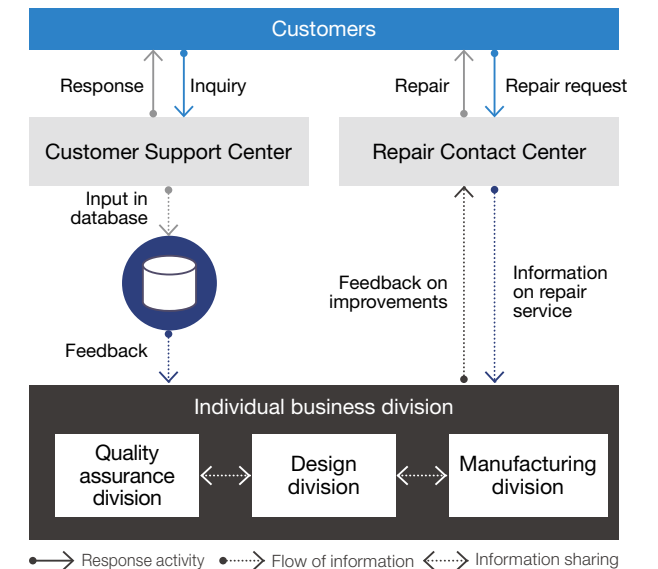 Customers
Response
Inquiry
Repair
Repair request
Customer Support Center
Repair Contact Center
Input in
database
Feedback on
improvements
Information
on repair
service
Feedback
Individual business division
Quality
assurance
division
Design
division
Manufacturing
division
Response activity
Flow of information
Information sharing